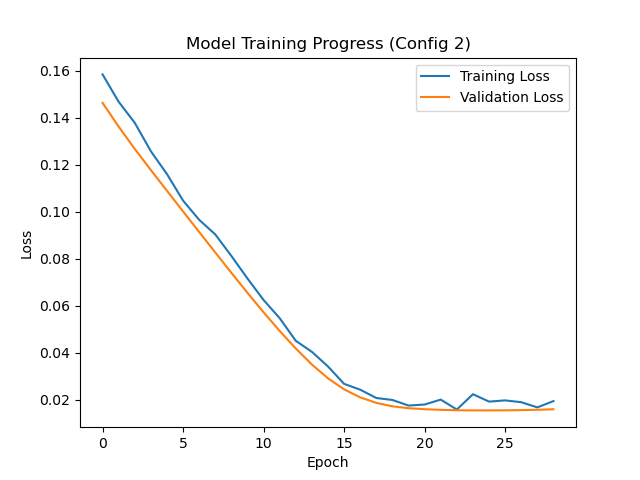 Model Training Progress (Config 2)
Training Loss
Validation Loss
0.16
0.14
0.12
0.10
0.08
0.06
0.04
0.02
Loss
0 5 10 15 20 25
Epoch